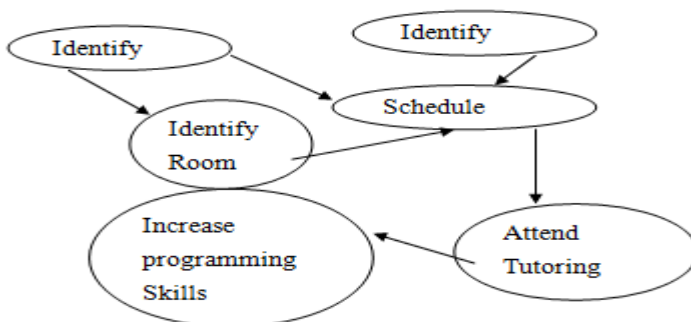 Identify
Identify
Schedule
Identify
Room
Increase
programming
Skills
Attend
Tutoring